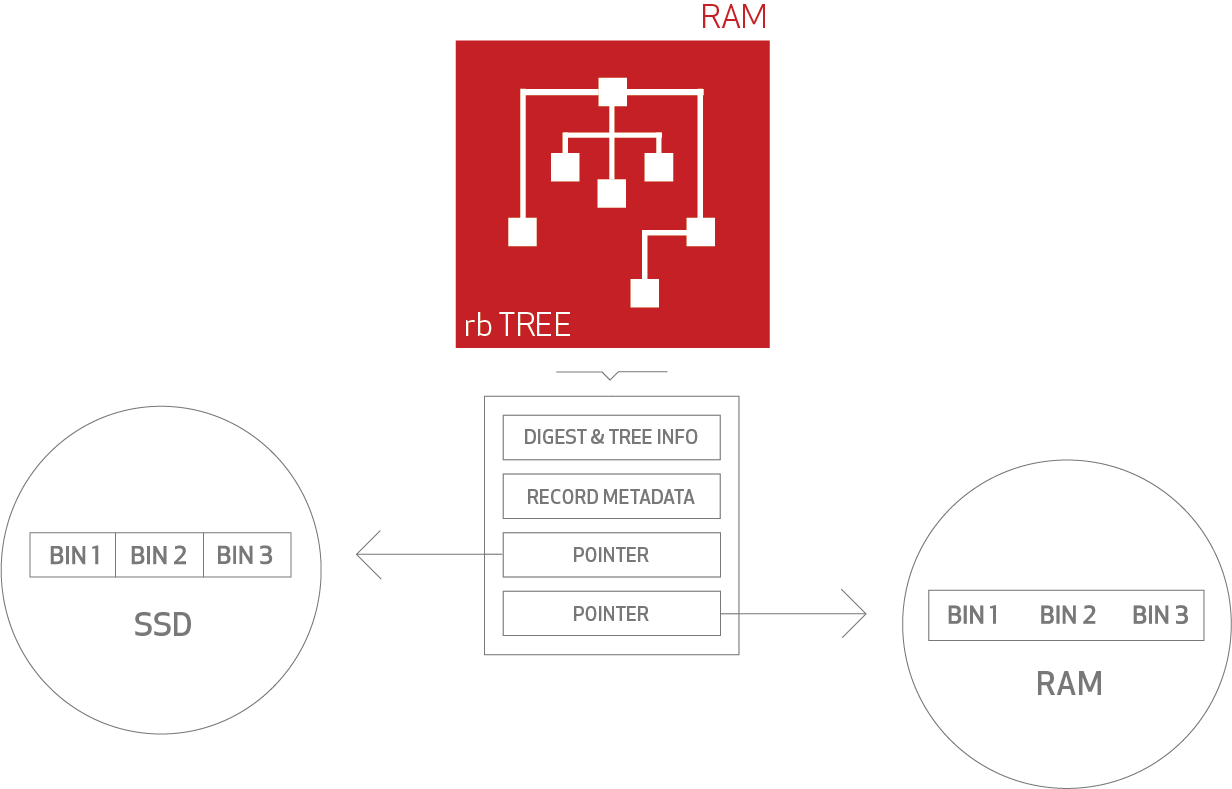 RAM
rb TREE
DIGEST & TREE INFO
RECORD METADATA
POINTER
POINTER
BIN 1 BIN 2 BIN 3
SSD
BIN 1 BIN 2 BIN 3
RAM